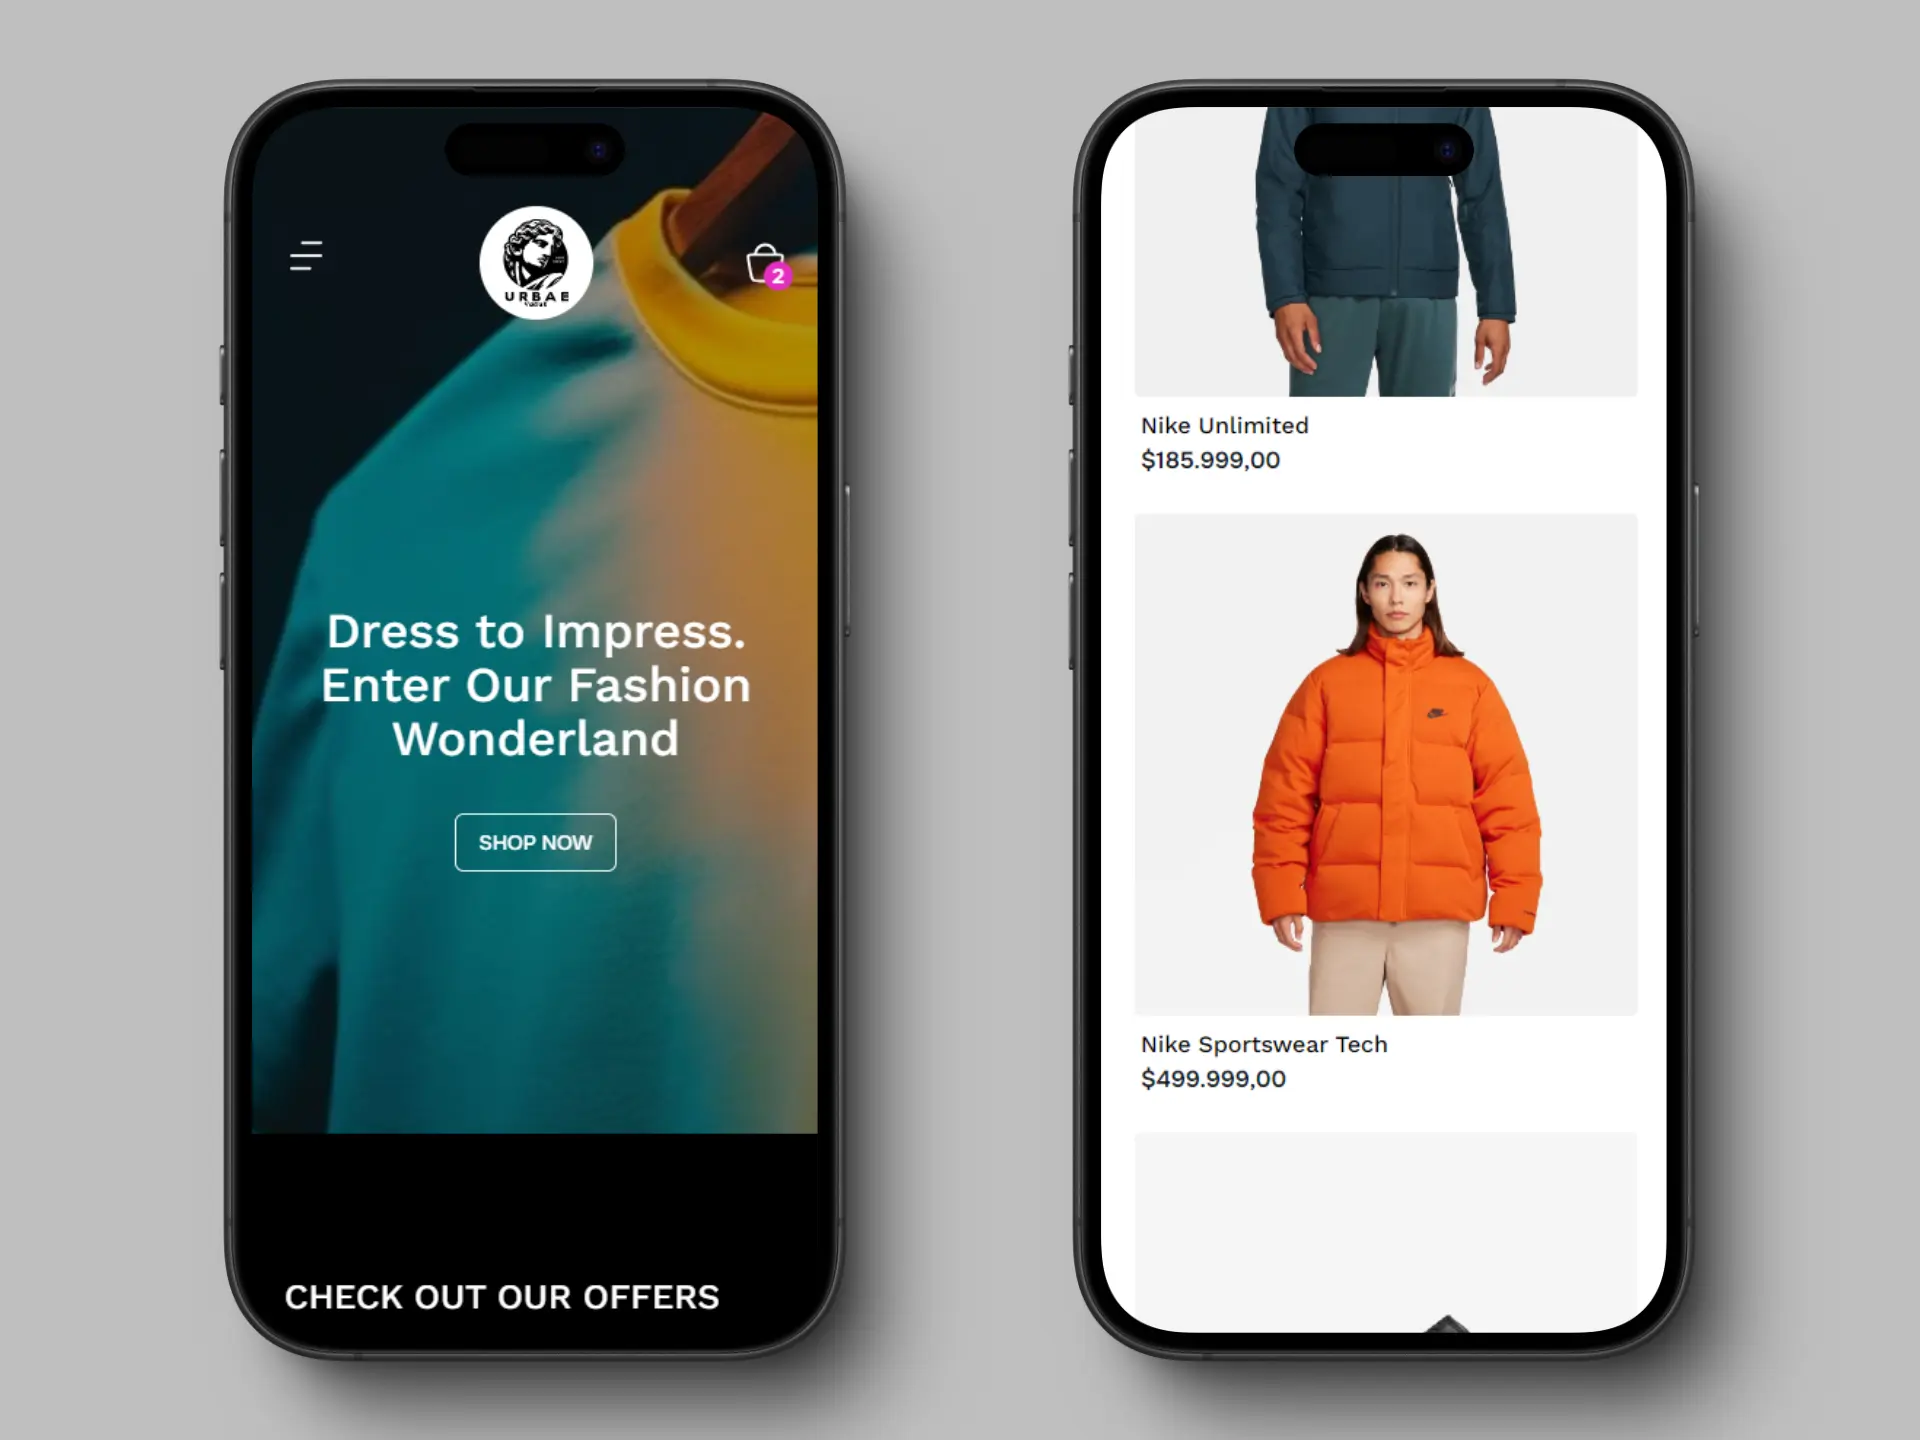 URBAE
2
Dress to Impress.
Enter Our Fashion
Wonderland
SHOP NOW
CHECK OUT OUR OFFERS
Nike Unlimited
$185.999,00
Nike Sportswear Tech
$499.999,00